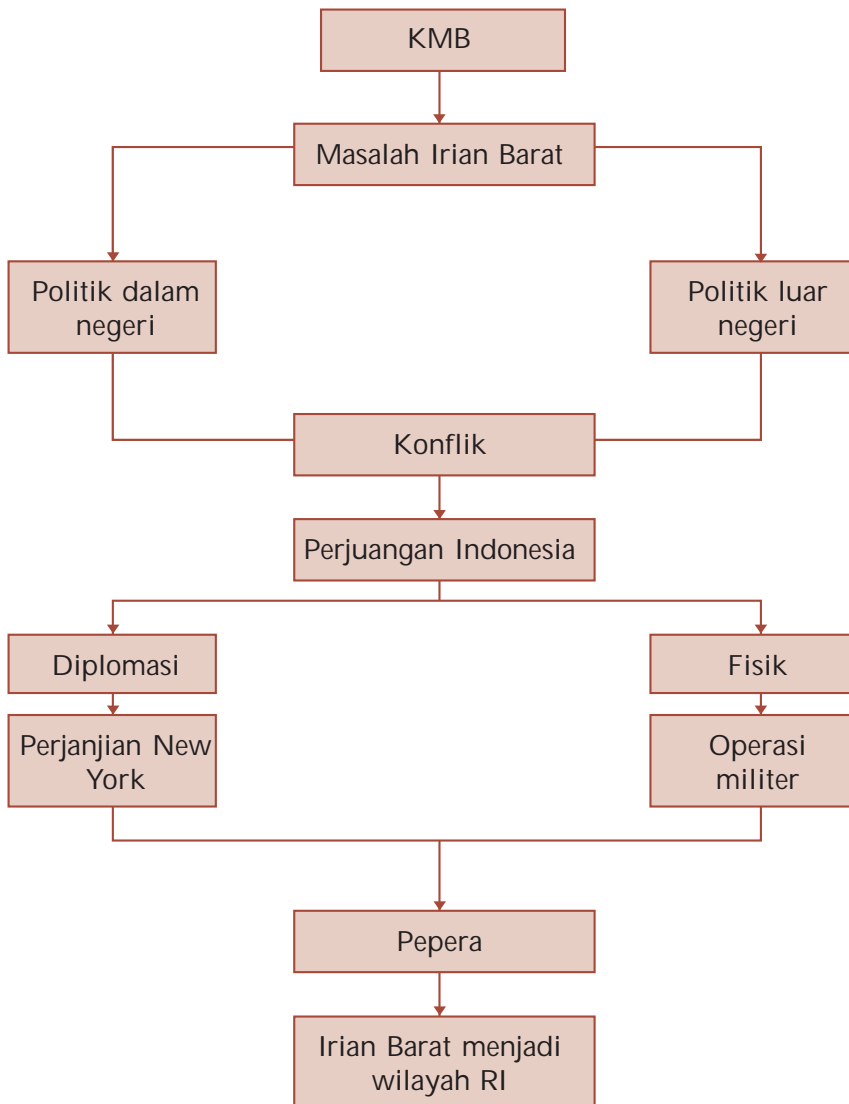 KMB
Masalah Irian Barat
Politik dalam
negeri
Politik luar
negeri
Konflik
Perjuangan Indonesia
Diplomasi
Fisik
Perjanjian New
York
Operasi
militer
Pepera
Irian Barat menjadi
wilayah RI